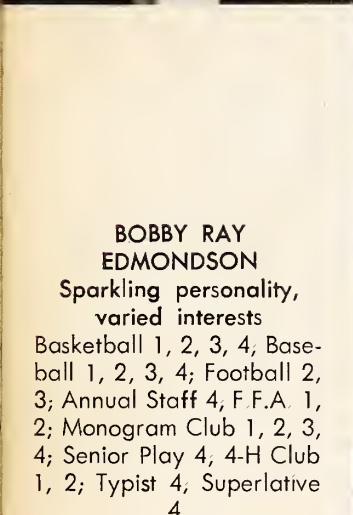 BOBBY RAY
EDMONDSON
Sparkling personality,
varied interests
Basketball 1, 2, 3, 4; Base-
ball 1, 2, 3, 4; Football 2,
3; Annual Staff 4; F.F.A. 1,
2; Monogram Club 1, 2, 3,
4; Senior Play 4; 4-H Club
1, 2; Typist 4; Superlative
4